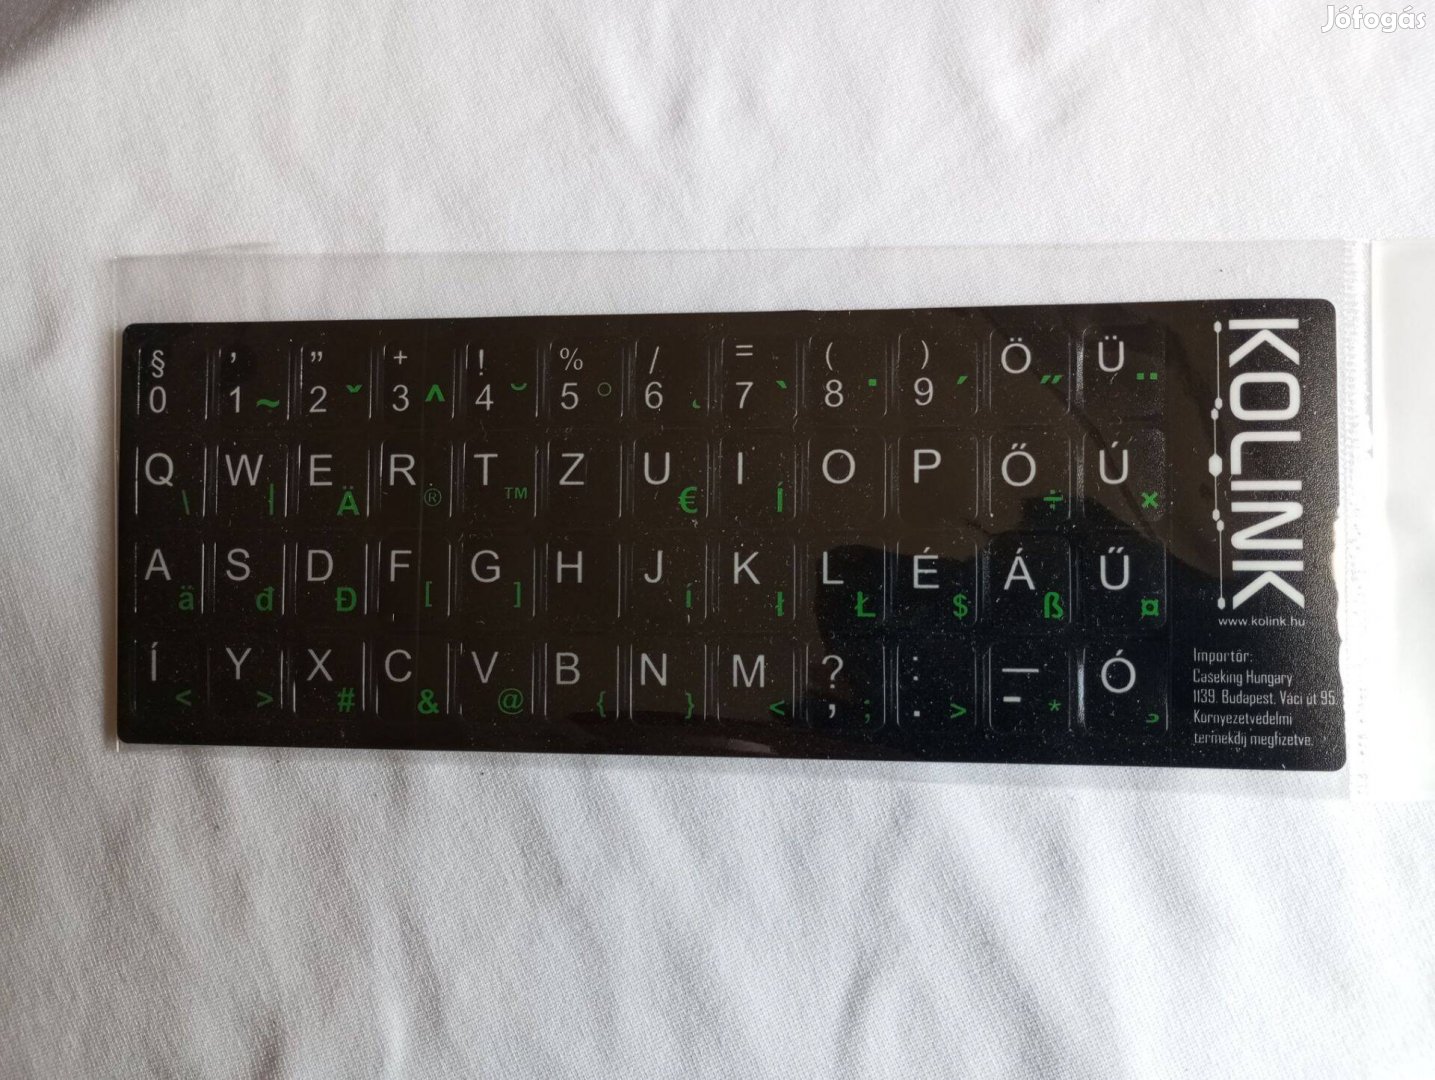 Jófogás
§ ' " + ! % / = ( ) Ö Ü
0 1 ~ 2 ˇ 3 ^ 4 ˘ 5 ° 6 ˛ 7 ` 8 ˙ 9 ´ ˝ ¨
Q W E R T Z U I O P Ő Ú
\ | Ä ® ™ € Í ÷ ×
A S D F G H J K L É Á Ű
ä đ Đ [ ] í ł Ł $ ß ¤
Í Y X C V B N M ? : — Ó
< > # & @ { } < , ; . > - * ¸
KOLINK
www.kolink.hu
Importőr:
Caseking Hungary
1139. Budapest, Váci út 95.
Környezetvédelmi
termékdíj megfizetve.